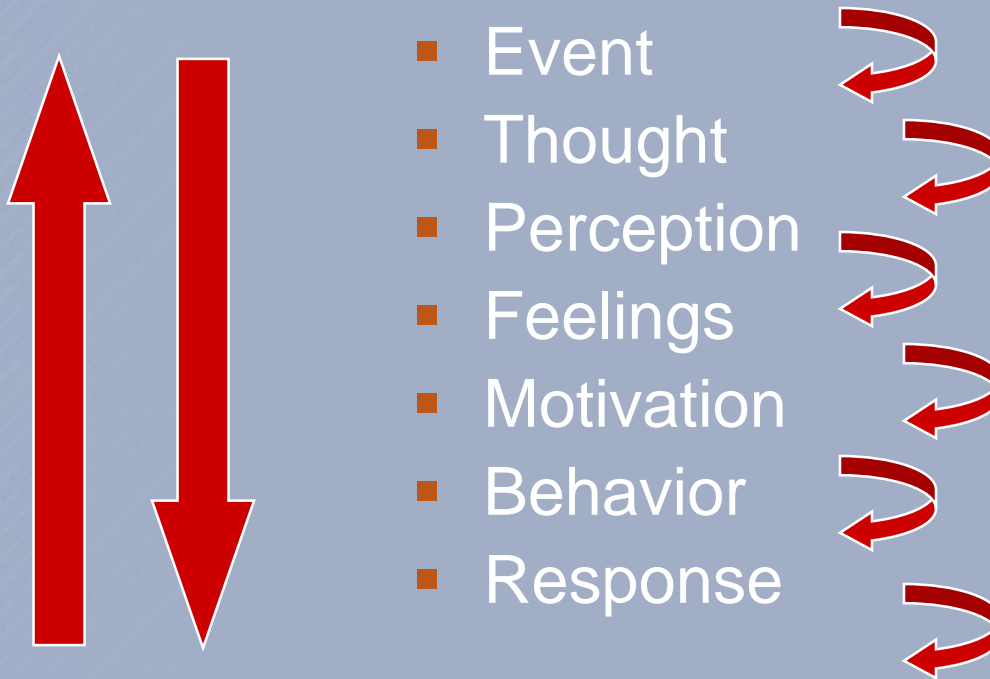 Event
Thought
Perception
Feelings
Motivation
Behavior
Response